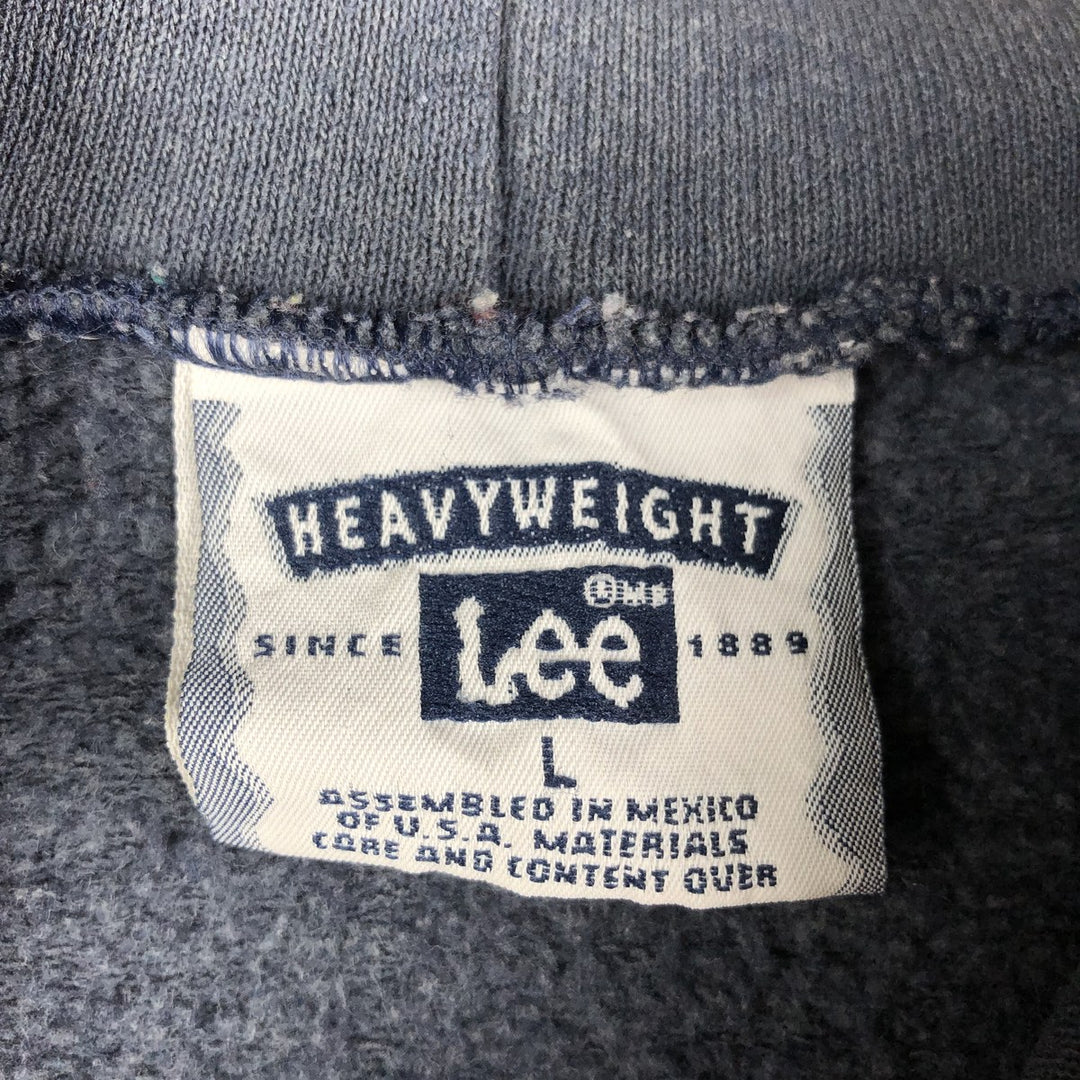 HEAVYWEIGHT
Lee
SINCE 1889
L
ASSEMBLED IN MEXICO
OF U.S.A. MATERIALS
CARE AND CONTENT OVER